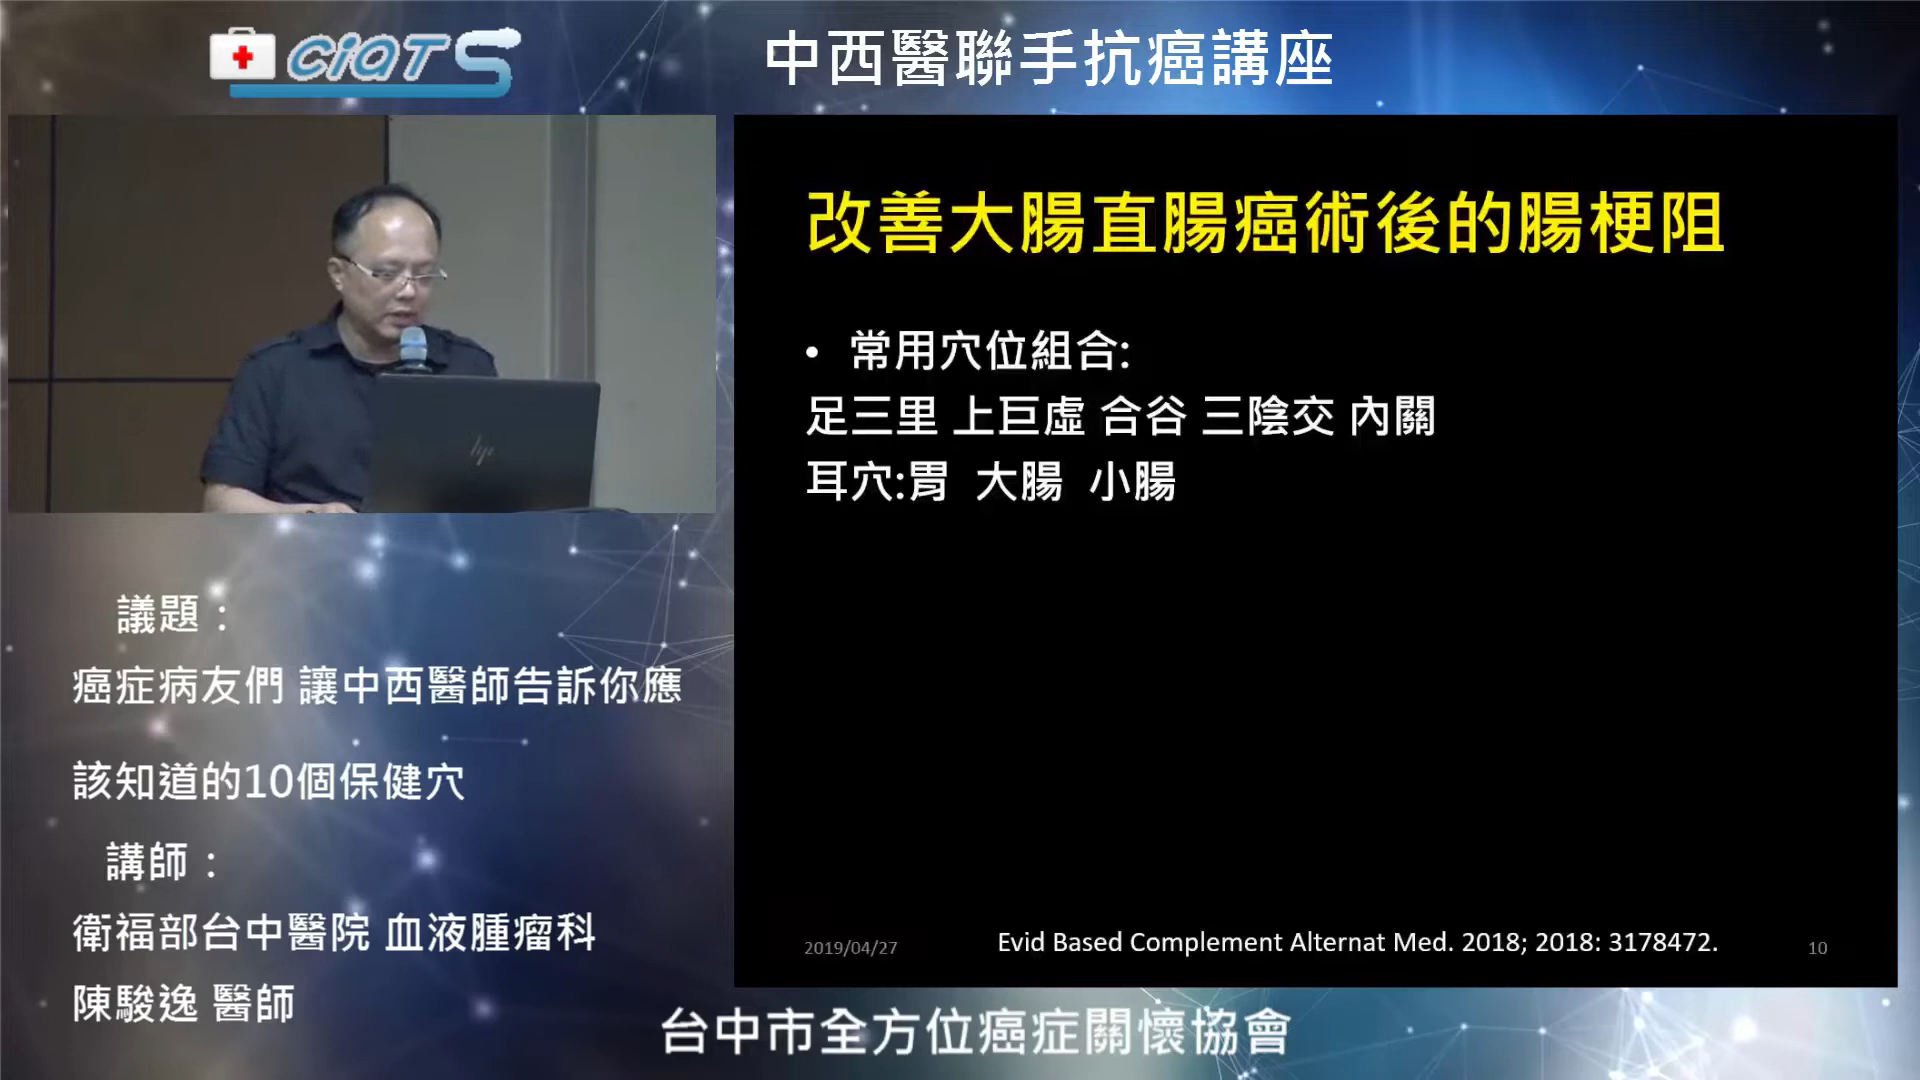 CiQTS
中西醫聯手抗癌講座
改善大腸直腸癌術後的腸梗阻
• 常用穴位組合:
足三里 上巨虛 合谷 三陰交 內關
耳穴:胃 大腸 小腸
2019/04/27
Evid Based Complement Alternat Med. 2018; 2018: 3178472.
10
hp
議題：
癌症病友們 讓中西醫師告訴你應
該知道的10個保健穴
講師：
衛福部台中醫院 血液腫瘤科
陳駿逸 醫師
台中市全方位癌症關懷協會